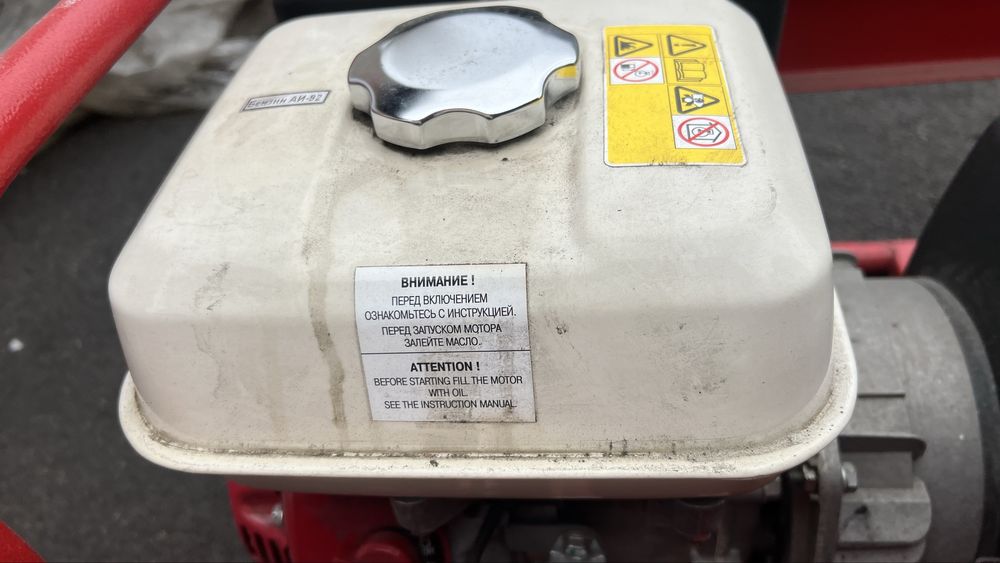 Бензин АИ-92
ВНИМАНИЕ !
ПЕРЕД ВКЛЮЧЕНИЕМ
ОЗНАКОМЬТЕСЬ С ИНСТРУКЦИЕЙ.
ПЕРЕД ЗАПУСКОМ МОТОРА
ЗАЛЕЙТЕ МАСЛО.
ATTENTION !
BEFORE STARTING FILL THE MOTOR
WITH OIL.
SEE THE INSTRUCTION MANUAL.